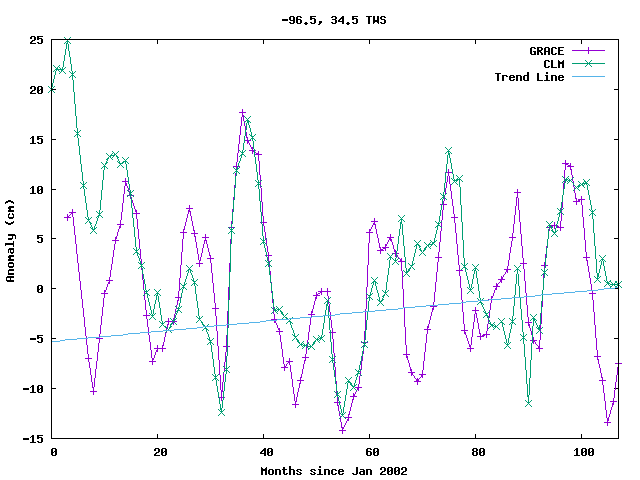 -96.5, 34.5 TWS
GRACE
CLM
Trend Line
25
20
15
10
5
0
-5
-10
-15
Anomaly (cm)
0 20 40 60 80 100
Months since Jan 2002